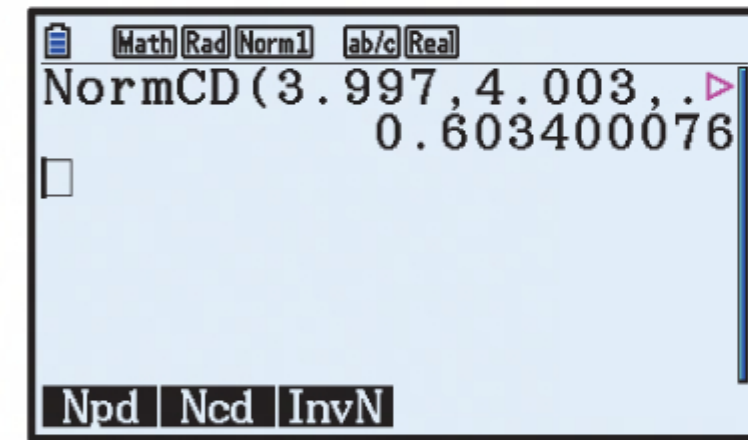 Math Rad Norm1 ab/c Real
NormCD(3.997,4.003,.
0.603400076
Npd Ncd InvN